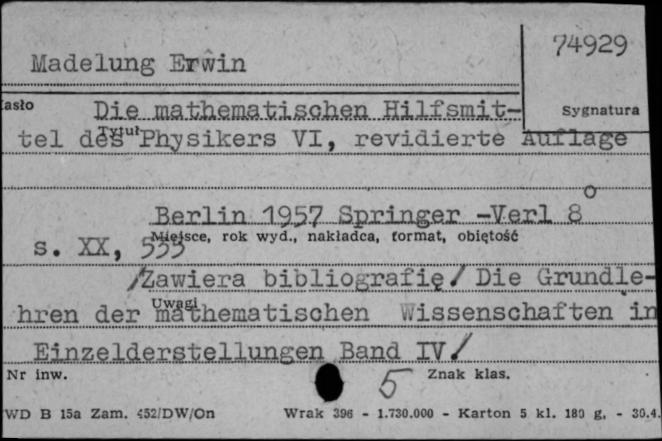 74929
Madelung Erwin
asło Die mathematischen Hilfsmit- Sygnatura
tel des Physikers VI, revidierte Auflage
Tytuł
Berlin 1957 Springer -Verl 8°
Miejsce, rok wyd., nakładca, format, objętość
s. XX, 535
/Zawiera bibliografię/ Die Grundle-
Uwagi
hren der mathematischen Wissenschaften in
Einzelderstellungen Band IV/
Nr inw. 5 Znak klas.
WD B 15a Zam. 452/DW/On Wrak 396 - 1.730.000 - Karton 5 kl. 180 g, - 30.4.